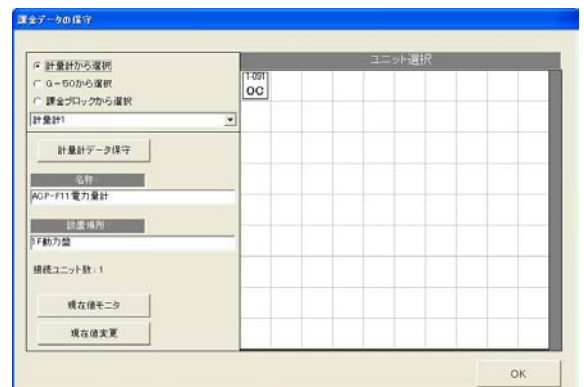 課金データの保守
計量計から選択
G-50から選択
課金ブロックから選択
計量計1
計量計データ保守
名称
ACP-F11電力量計
設置場所
1F動力盤
接続ユニット数:1
現在値モニタ
現在値変更
ユニット選択
1-091
OC
OK